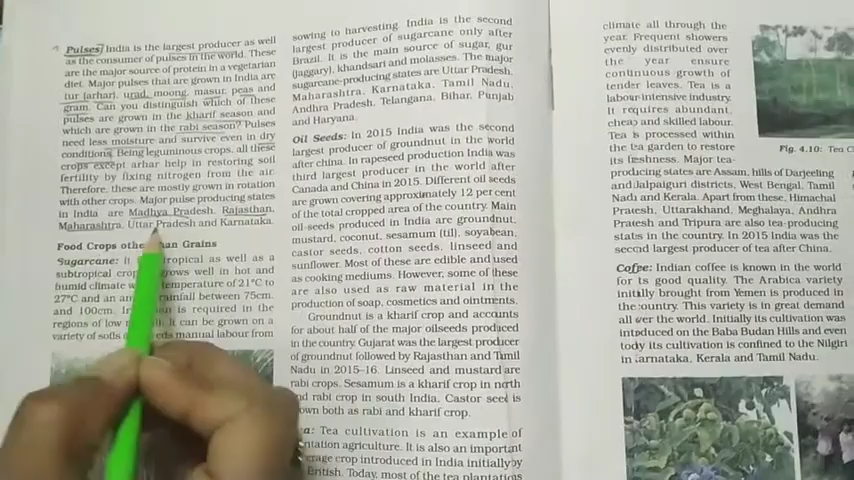 Pulses: India is the largest producer as well
as the consumer of pulses in the world. These
are the major source of protein in a vegetarian
diet. Major pulses that are grown in India are
tur (arhar), urad, moong, masur, peas and
gram. Can you distinguish which of these
pulses are grown in the kharif season and
which are grown in the rabi season? Pulses
need less moisture and survive even in dry
conditions. Being leguminous crops, all these
crops except arhar help in restoring soil
fertility by fixing nitrogen from the air.
Therefore, these are mostly grown in rotation
with other crops. Major pulse producing states
in India are Madhya Pradesh, Rajasthan,
Maharashtra, Uttar Pradesh and Karnataka.
Food Crops other than Grains
Sugarcane: It is a tropical as well as a
subtropical crop. It grows well in hot and
humid climate with a temperature of 21°C to
27°C and an annual rainfall between 75cm.
and 100cm. Irrigation is required in the
regions of low rainfall. It can be grown on a
variety of soils and needs manual labour from
sowing to harvesting. India is the second
largest producer of sugarcane only after
Brazil. It is the main source of sugar, gur
(jaggary), khandsari and molasses. The major
sugarcane-producing states are Uttar Pradesh,
Maharashtra, Karnataka, Tamil Nadu,
Andhra Pradesh, Telangana, Bihar, Punjab
and Haryana.
Oil Seeds: In 2015 India was the second
largest producer of groundnut in the world
after china. In rapeseed production India was
third largest producer in the world after
Canada and China in 2015. Different oil seeds
are grown covering approximately 12 per cent
of the total cropped area of the country. Main
oil-seeds produced in India are groundnut,
mustard, coconut, sesamum (til), soyabean,
castor seeds, cotton seeds, linseed and
sunflower. Most of these are edible and used
as cooking mediums. However, some of these
are also used as raw material in the
production of soap, cosmetics and ointments.
Groundnut is a kharif crop and accounts
for about half of the major oilseeds produced
in the country. Gujarat was the largest producer
of groundnut followed by Rajasthan and Tamil
Nadu in 2015–16. Linseed and mustard are
rabi crops. Sesamum is a kharif crop in north
and rabi crop in south India. Castor seed is
grown both as rabi and kharif crop.
Tea cultivation is an example of
plantation agriculture. It is also an important
beverage crop introduced in India initially by
British. Today, most of the tea plantations
climate all through the
year. Frequent showers
evenly distributed over
the year ensure
continuous growth of
tender leaves. Tea is a
labour-intensive industry.
It requires abundant,
cheap and skilled labour.
Tea is processed within
the tea garden to restore
its freshness. Major tea-
producing states are Assam, hills of Darjeeling
and Jalpaiguri districts, West Bengal, Tamil
Nadu and Kerala. Apart from these, Himachal
Pradesh, Uttarakhand, Meghalaya, Andhra
Pradesh and Tripura are also tea-producing
states in the country. In 2015 India was the
second largest producer of tea after China.
Coffee: Indian coffee is known in the world
for its good quality. The Arabica variety
initially brought from Yemen is produced in
the country. This variety is in great demand
all over the world. Initially its cultivation was
introduced on the Baba Budan Hills and even
today its cultivation is confined to the Nilgiri
in Karnataka, Kerala and Tamil Nadu.
Fig. 4.10: Tea C